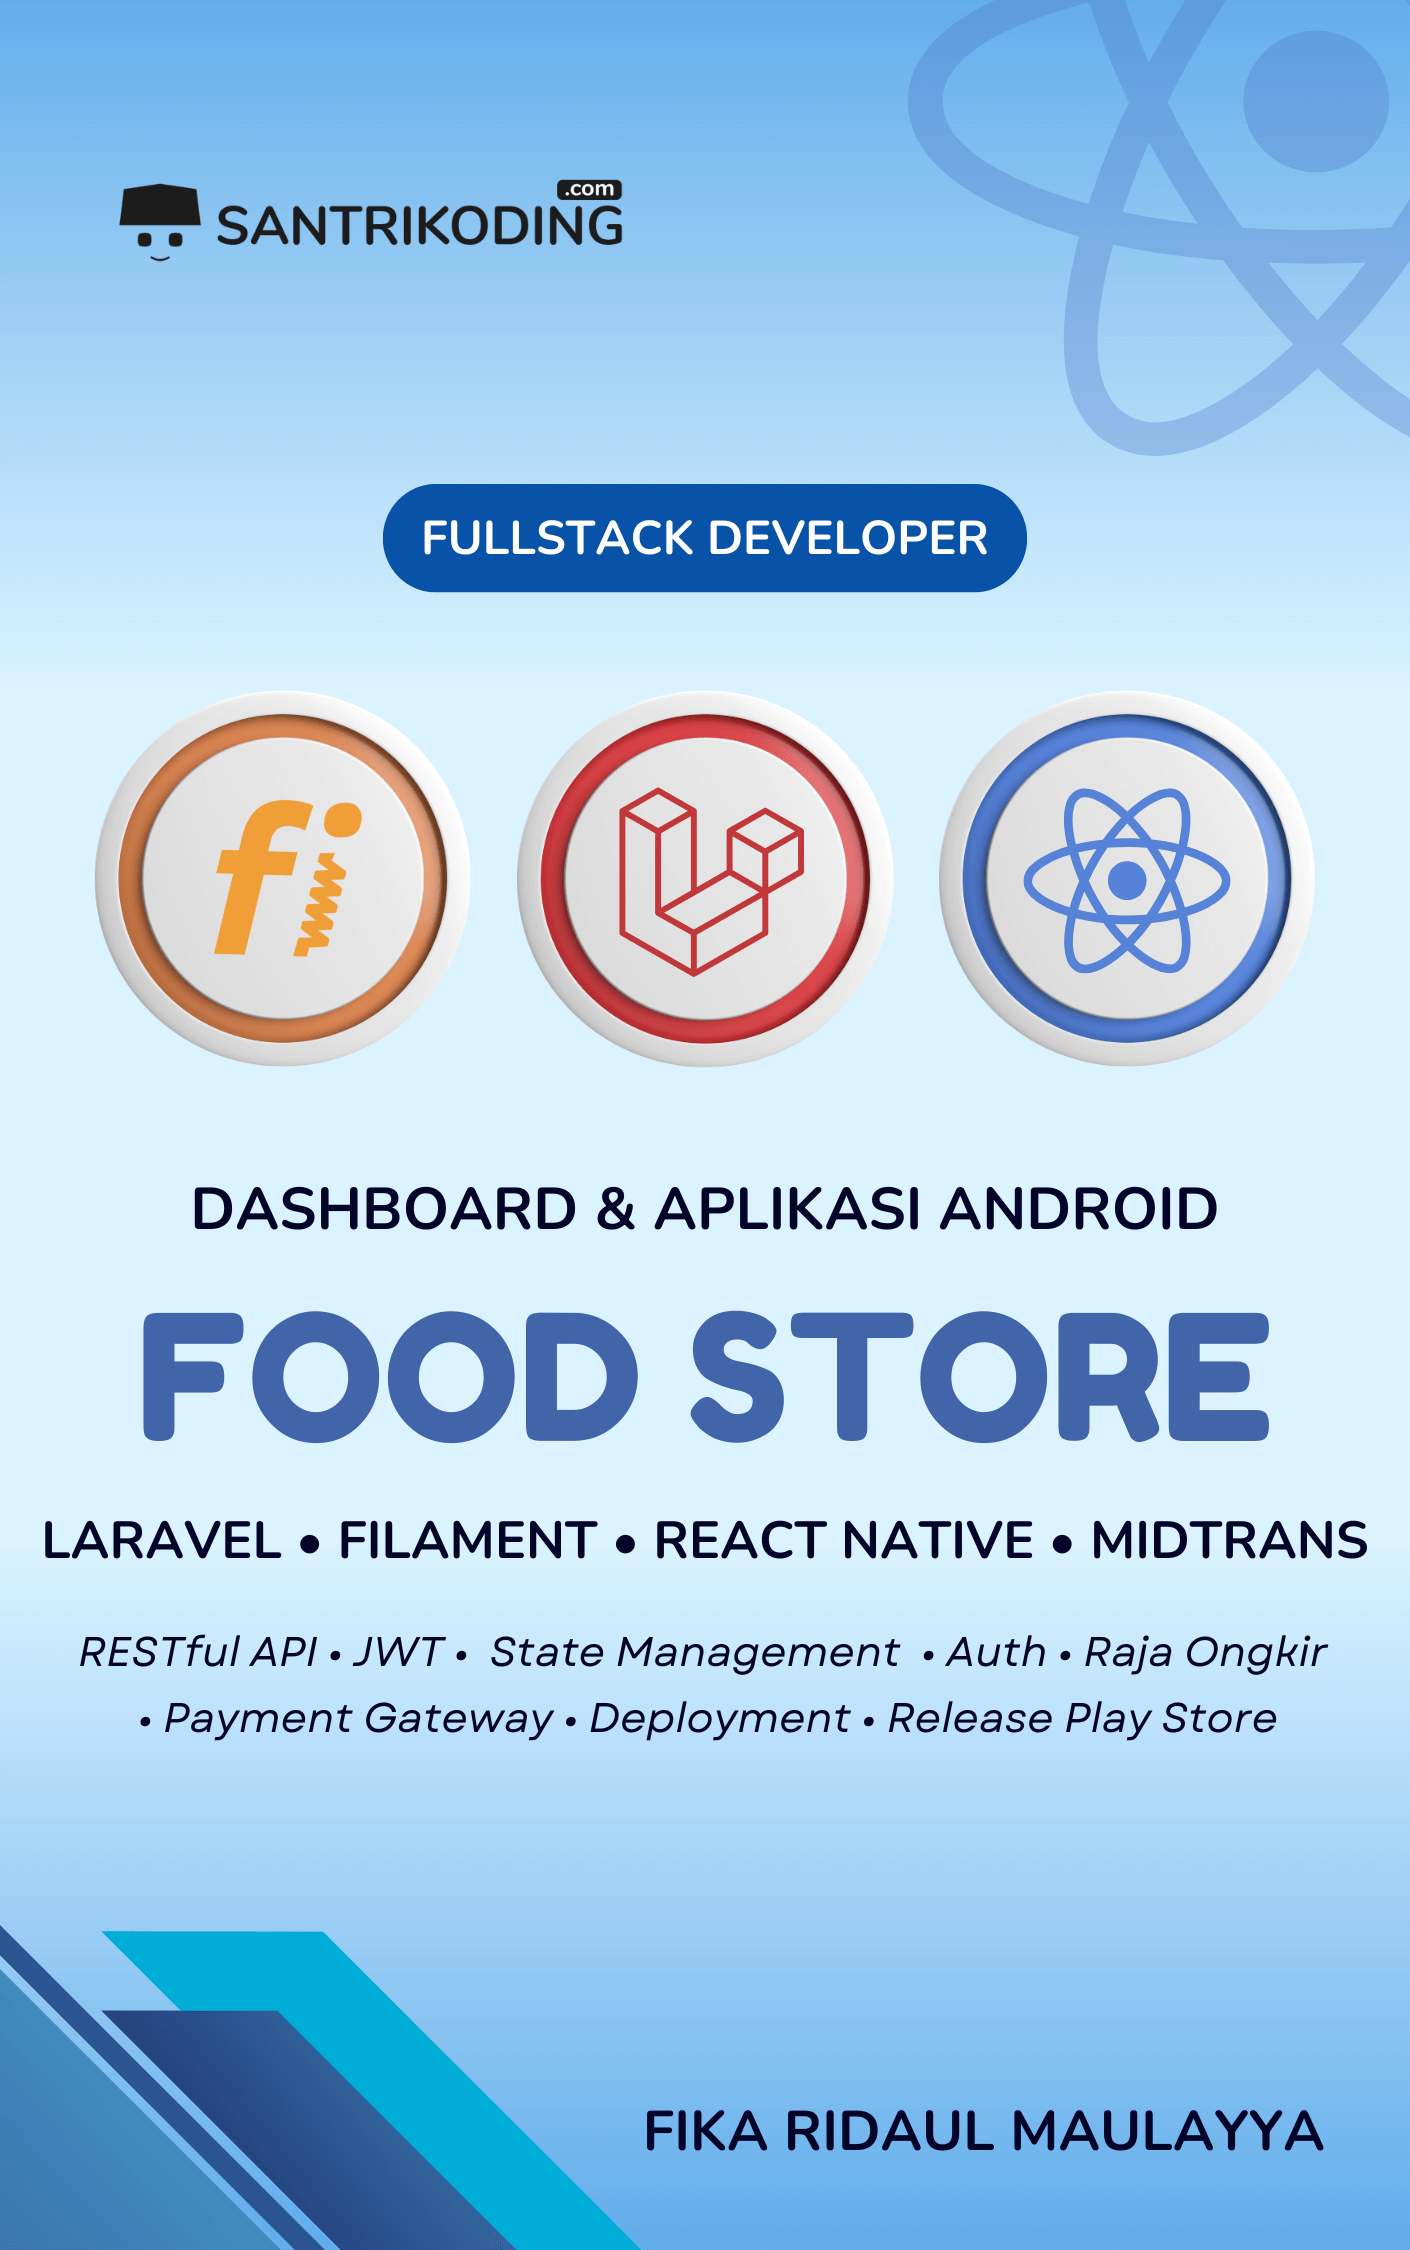 .com
SANTRIKODING
FULLSTACK DEVELOPER
fi
DASHBOARD & APLIKASI ANDROID
FOOD STORE
LARAVEL • FILAMENT • REACT NATIVE • MIDTRANS
RESTful API • JWT • State Management • Auth • Raja Ongkir
• Payment Gateway • Deployment • Release Play Store
FIKA RIDAUL MAULAYYA